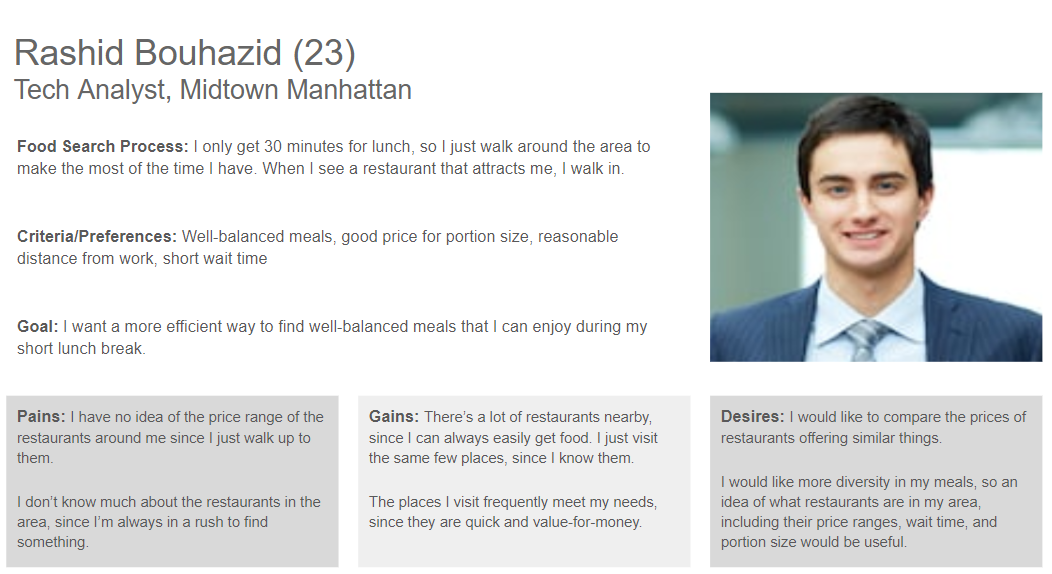 Rashid Bouhazid (23)
Tech Analyst, Midtown Manhattan
Food Search Process: I only get 30 minutes for lunch, so I just walk around the area to
make the most of the time I have. When I see a restaurant that attracts me, I walk in.
Criteria/Preferences: Well-balanced meals, good price for portion size, reasonable
distance from work, short wait time
Goal: I want a more efficient way to find well-balanced meals that I can enjoy during my
short lunch break.
Pains: I have no idea of the price range of the
restaurants around me since I just walk up to
them.
I don’t know much about the restaurants in the
area, since I’m always in a rush to find
something.
Gains: There’s a lot of restaurants nearby,
since I can always easily get food. I just visit
the same few places, since I know them.
The places I visit frequently meet my needs,
since they are quick and value-for-money.
Desires: I would like to compare the prices of
restaurants offering similar things.
I would like more diversity in my meals, so an
idea of what restaurants are in my area,
including their price ranges, wait time, and
portion size would be useful.